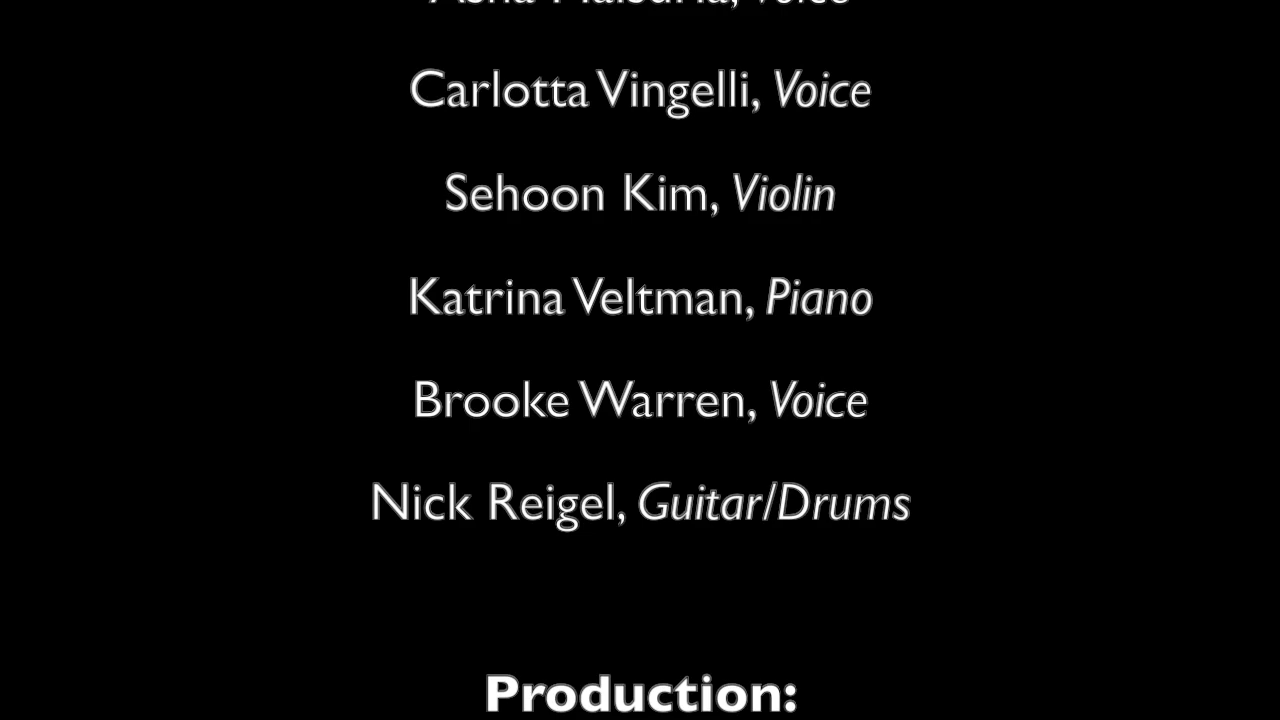 Carlotta Vingelli, Voice
Sehoon Kim, Violin
Katrina Veltman, Piano
Brooke Warren, Voice
Nick Reigel, Guitar/Drums
Production: